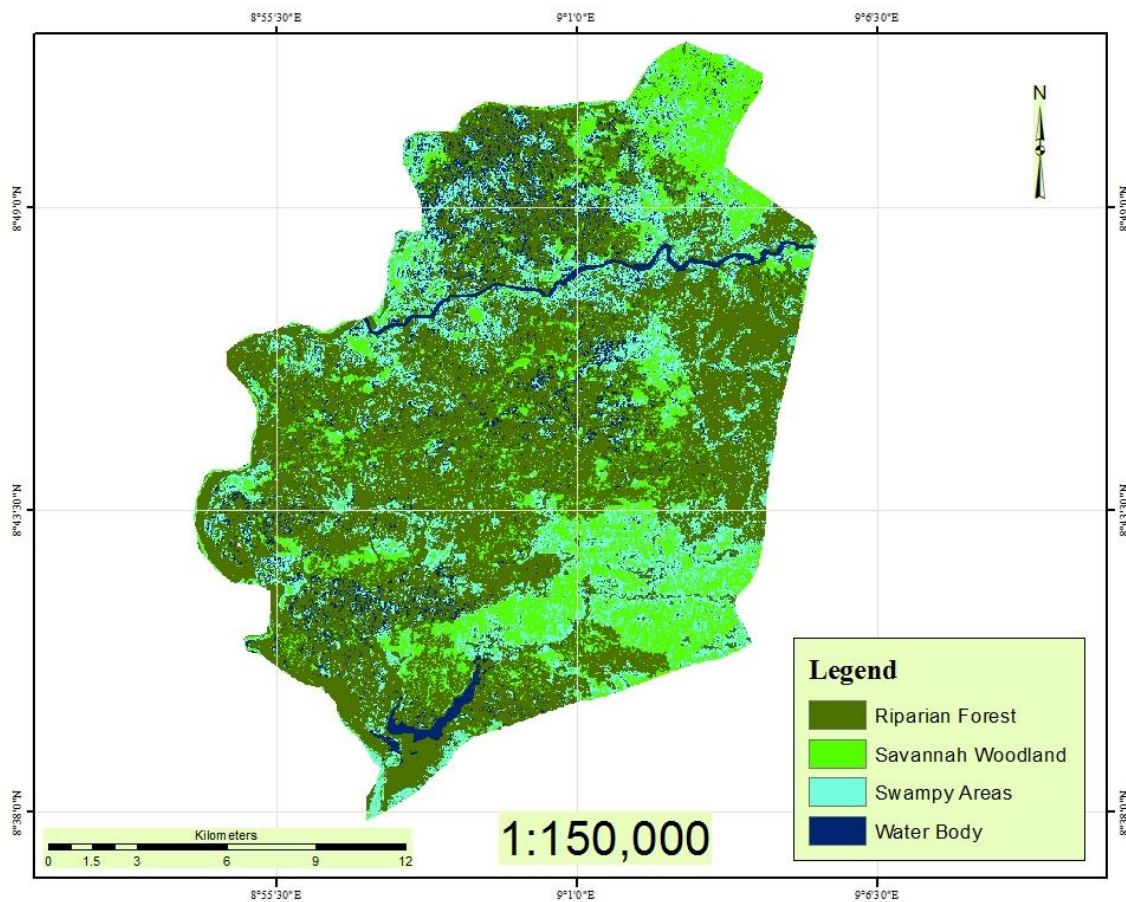 8°55'30"E 9°1'0"E 9°6'30"E
N
8°49'0"N 8°49'0"N
8°43'30"N 8°43'30"N
Legend
Riparian Forest
Savannah Woodland
Swampy Areas
Water Body
8°38'0"N 8°38'0"N
Kilometers
0 1.5 3 6 9 12
1:150,000
8°55'30"E 9°1'0"E 9°6'30"E